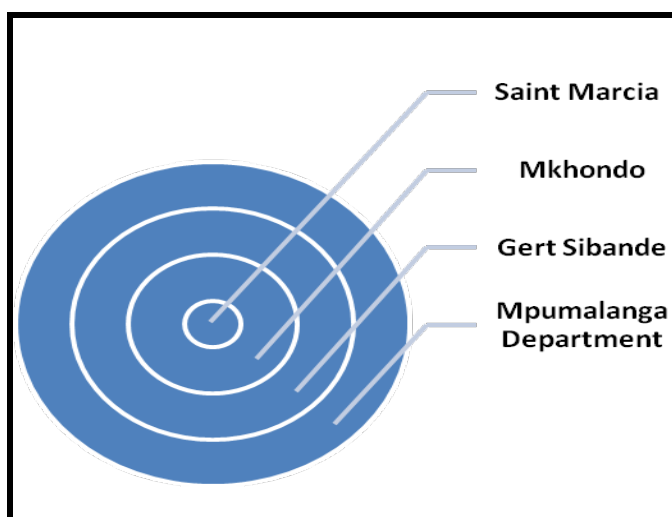 Saint Marcia
Mkhondo
Gert Sibande
Mpumalanga
Department